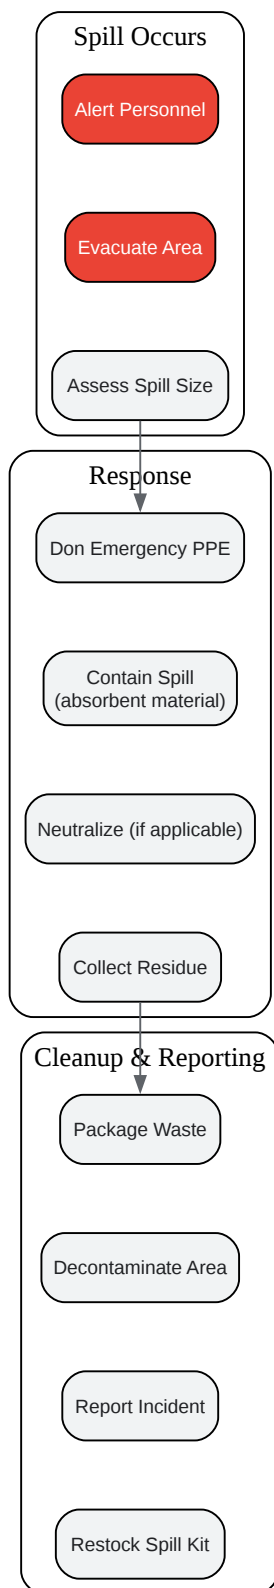 Spill Occurs
Alert Personnel
Evacuate Area
Assess Spill Size
Response
Don Emergency PPE
Contain Spill
(absorbent material)
Neutralize (if applicable)
Collect Residue
Cleanup & Reporting
Package Waste
Decontaminate Area
Report Incident
Restock Spill Kit